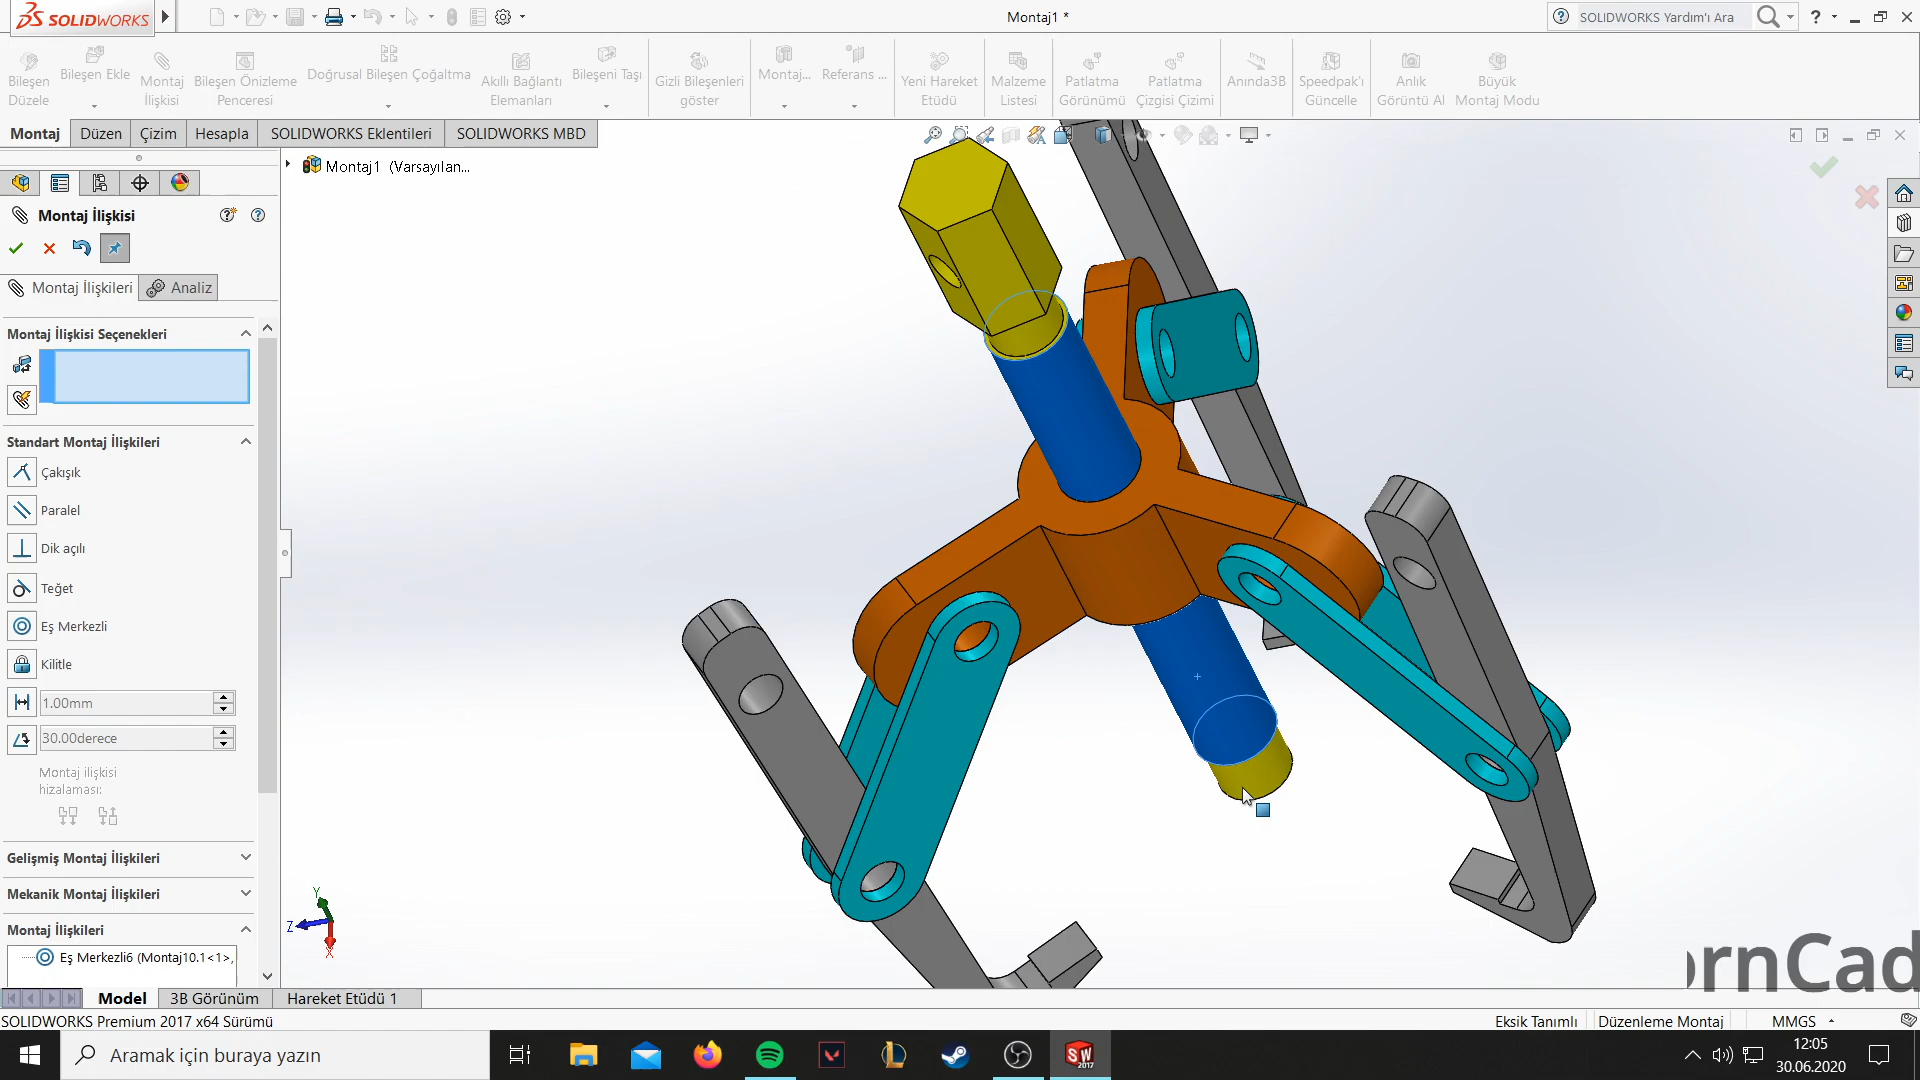 SOLIDWORKS
Montaj1 *
SOLIDWORKS Yardım'ı Ara
Bileşen Düzele
Bileşen Ekle
Montaj İlişkisi
Bileşen Önizleme Penceresi
Doğrusal Bileşen Çoğaltma
Akıllı Bağlantı Elemanları
Bileşeni Taşı
Gizli Bileşenleri göster
Montaj...
Referans ...
Yeni Hareket Etüdü
Malzeme Listesi
Patlatma Görünümü
Patlatma Çizgisi Çizimi
Anında3B
Speedpak'ı Güncelle
Anlık Görüntü Al
Büyük Montaj Modu
Montaj
Düzen
Çizim
Hesapla
SOLIDWORKS Eklentileri
SOLIDWORKS MBD
Montaj1 (Varsayılan...
Montaj İlişkisi
Montaj İlişkileri
Analiz
Montaj İlişkisi Seçenekleri
Standart Montaj İlişkileri
Çakışık
Paralel
Dik açılı
Teğet
Eş Merkezli
Kilitle
1.00mm
30.00derece
Montaj ilişkisi
hizalaması:
Gelişmiş Montaj İlişkileri
Mekanik Montaj İlişkileri
Montaj İlişkileri
Eş Merkezli6 (Montaj10.1<1>,
Y
Z
X
rnCad
Model
3B Görünüm
Hareket Etüdü 1
SOLIDWORKS Premium 2017 x64 Sürümü
Eksik Tanımlı
Düzenleme Montaj
MMGS
Aramak için buraya yazın
SW
2017
12:05
30.06.2020